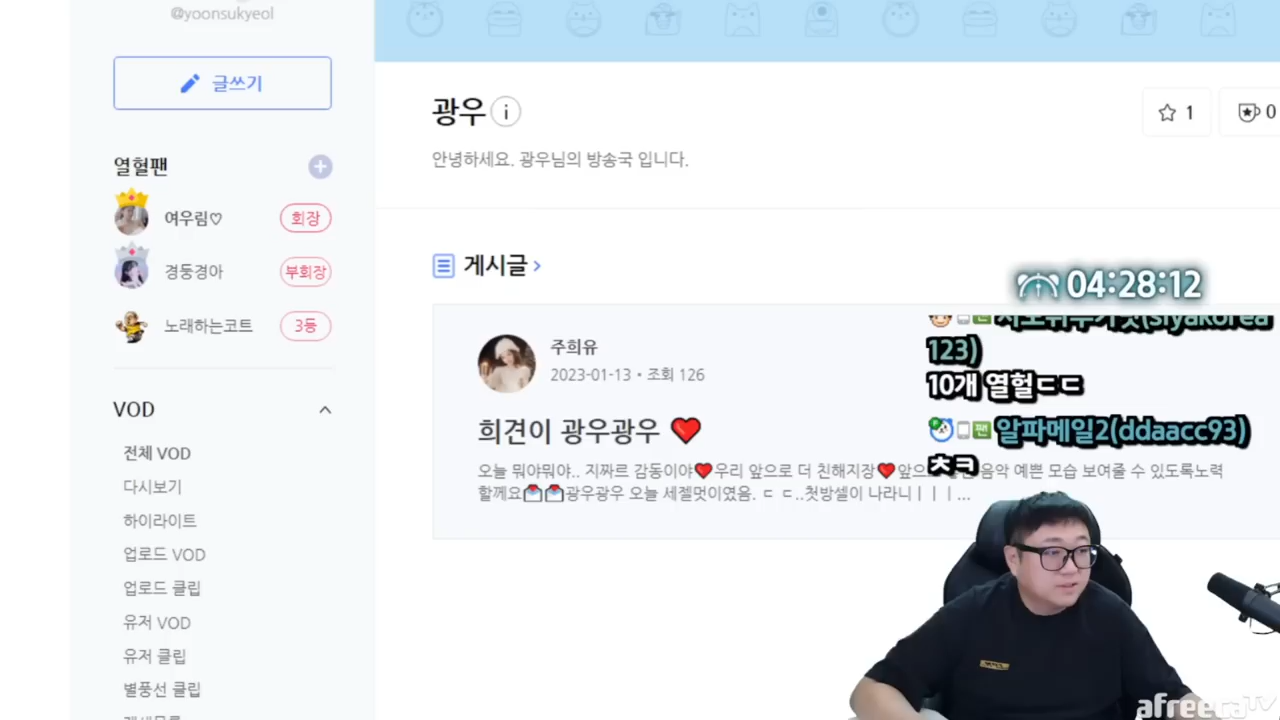 @yoonsukyeol
글쓰기
열혈팬
여우림♡
회장
경둥경아
부회장
노래하는코트
3등
VOD
전체 VOD
다시보기
하이라이트
업로드 VOD
업로드 클립
유저 VOD
유저 클립
별풍선 클립
광우
1
0
안녕하세요. 광우님의 방송국 입니다.
게시글 >
04:28:12
주희유
2023-01-13 • 조회 126
희견이 광우광우 ❤️
오늘 뭐야뭐야.. 지짜르 감동이야❤️우리 앞으로 더 친해지장❤️앞으 음악 예쁜 모습 보여줄 수 있도록노력
할께요💌💌광우광우 오늘 세젤멋이였음. ㄷ ㄷ..첫방셀이 나라니ㅣㅣㅣ...
(siyakorea
123)
10개 열혈ㄷㄷ
팬 알파메일2(ddaacc93)
ㅊㅋ
afreecaTV